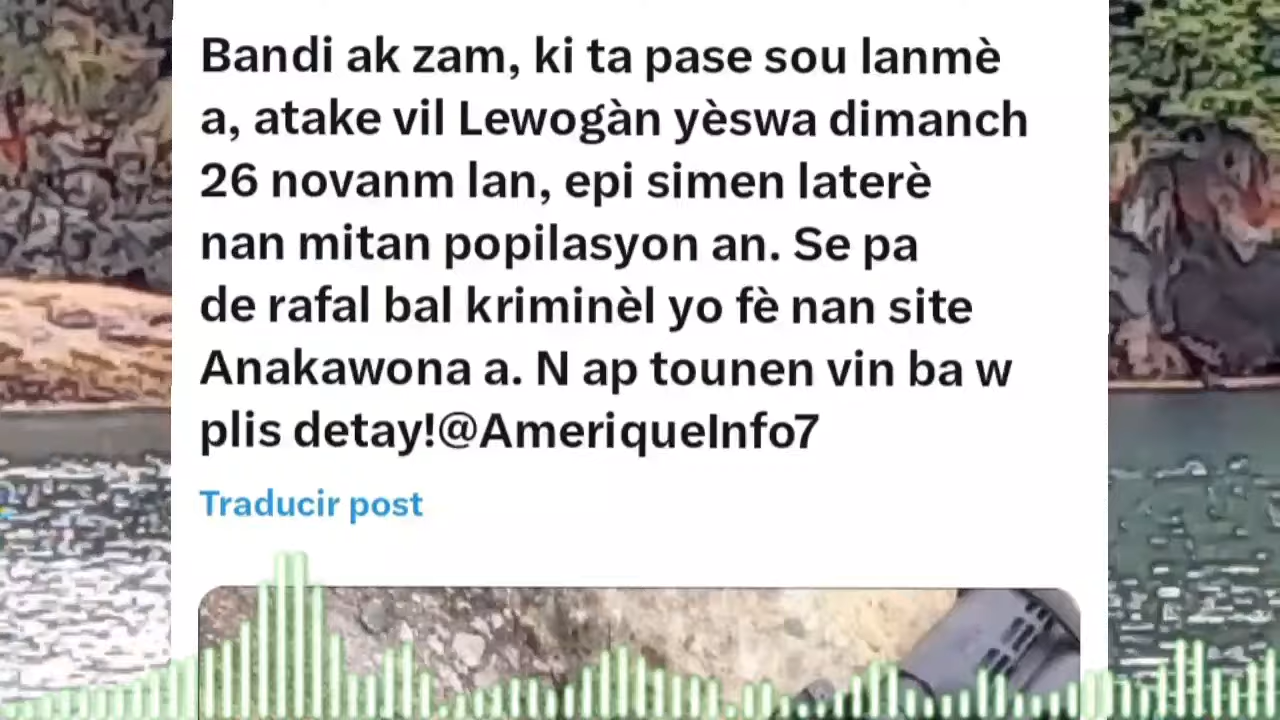 Bandi ak zam, ki ta pase sou lanmè
a, atake vil Lewogàn yèswa dimanch
26 novanm lan, epi simen laterè
nan mitan popilasyon an. Se pa
de rafal bal kriminèl yo fè nan site
Anakawona a. N ap tounen vin ba w
plis detay!@AmeriqueInfo7
Traducir post